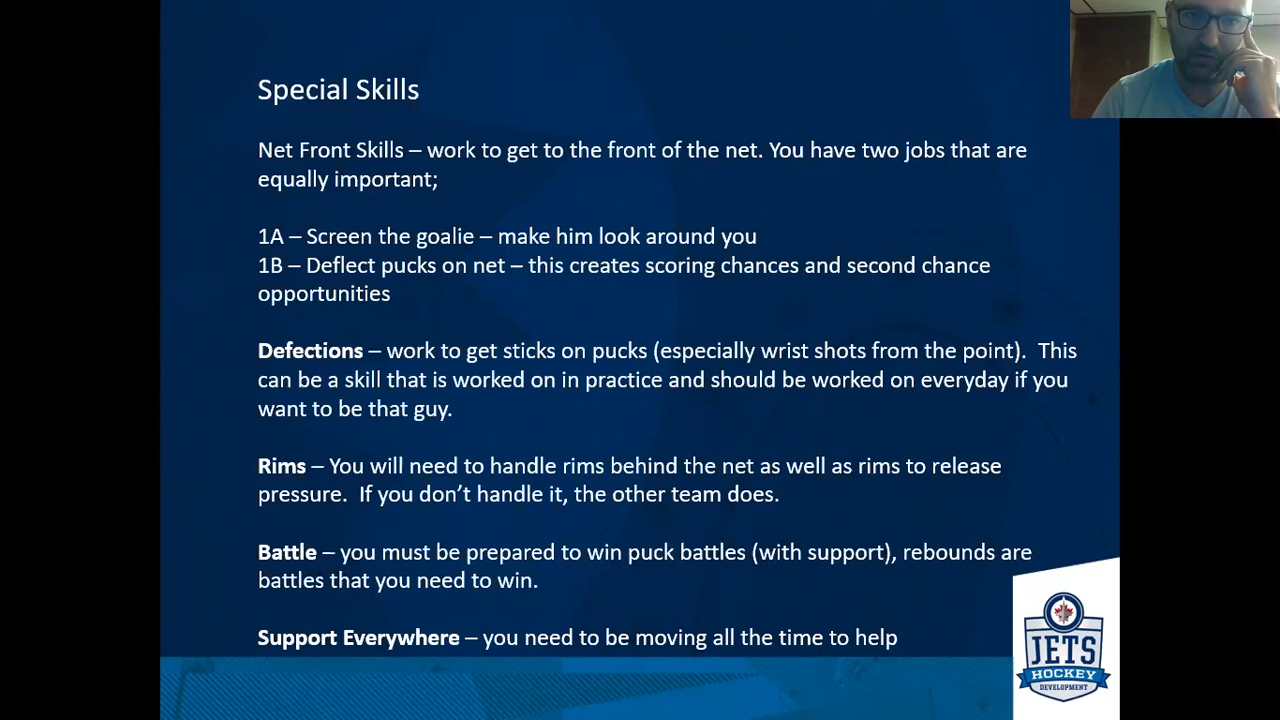 Special Skills
Net Front Skills – work to get to the front of the net. You have two jobs that are
equally important;
1A – Screen the goalie – make him look around you
1B – Deflect pucks on net – this creates scoring chances and second chance
opportunities
Defections – work to get sticks on pucks (especially wrist shots from the point).  This
can be a skill that is worked on in practice and should be worked on everyday if you
want to be that guy.
Rims – You will need to handle rims behind the net as well as rims to release
pressure.  If you don’t handle it, the other team does.
Battle – you must be prepared to win puck battles (with support), rebounds are
battles that you need to win.
Support Everywhere – you need to be moving all the time to help
JETS
HOCKEY
DEVELOPMENT